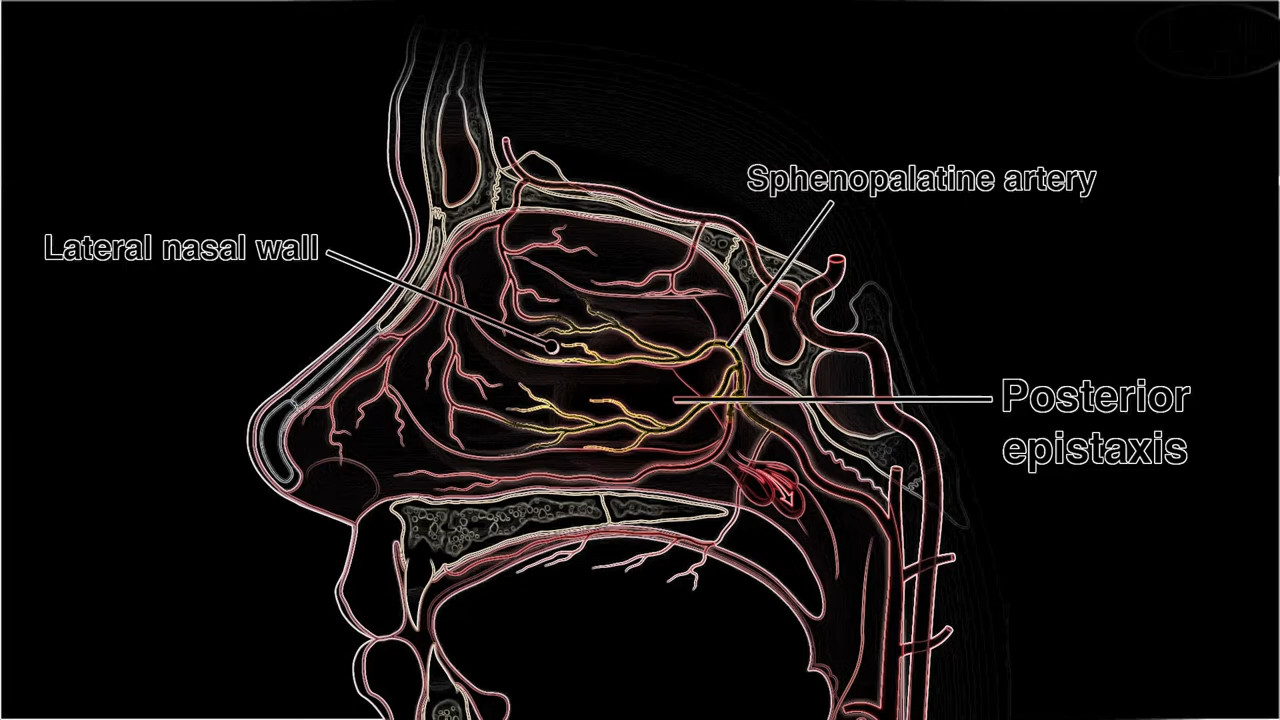 Sphenopalatine artery
Lateral nasal wall
Posterior
epistaxis